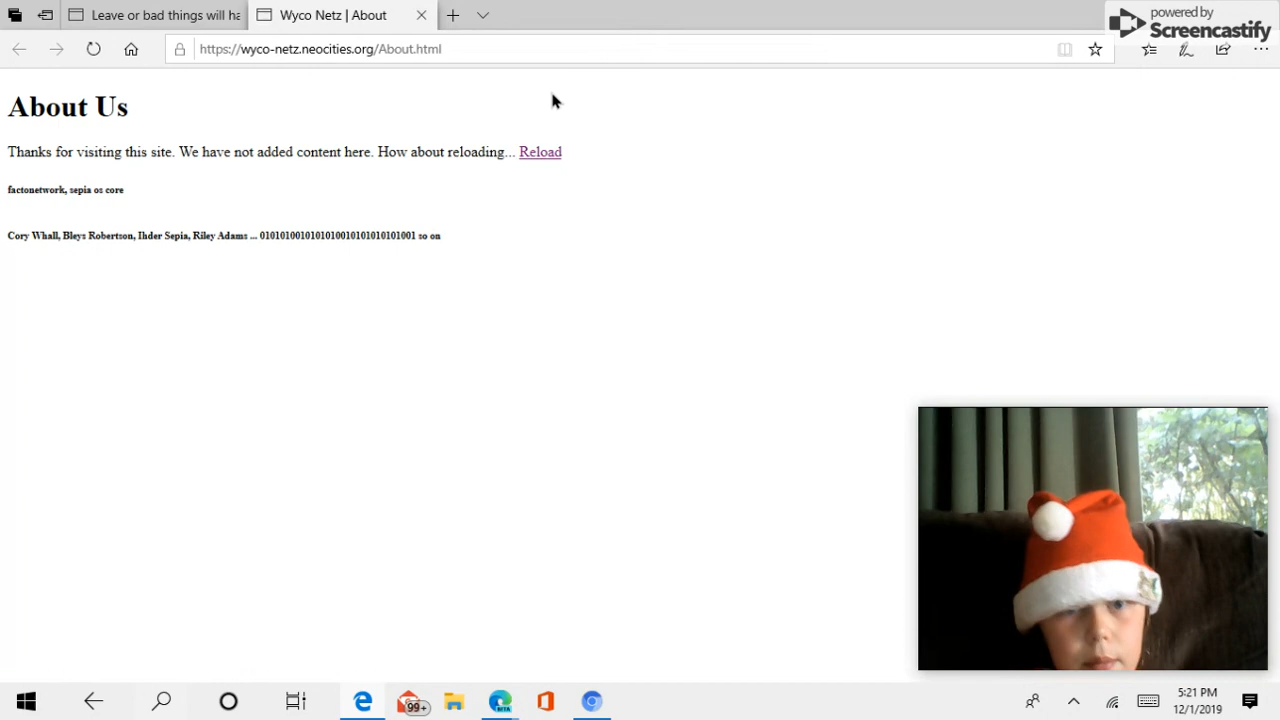 Leave or bad things will ha
Wyco Netz | About
powered by
Screencastify
https://wyco-netz.neocities.org/About.html
About Us
Thanks for visiting this site. We have not added content here. How about reloading... Reload
factonetwork, sepia os core
Cory Whall, Bleys Robertson, Ihder Sepia, Riley Adams ... 0101010010101010010101010101001 so on
99+
BETA
5:21 PM
12/1/2019